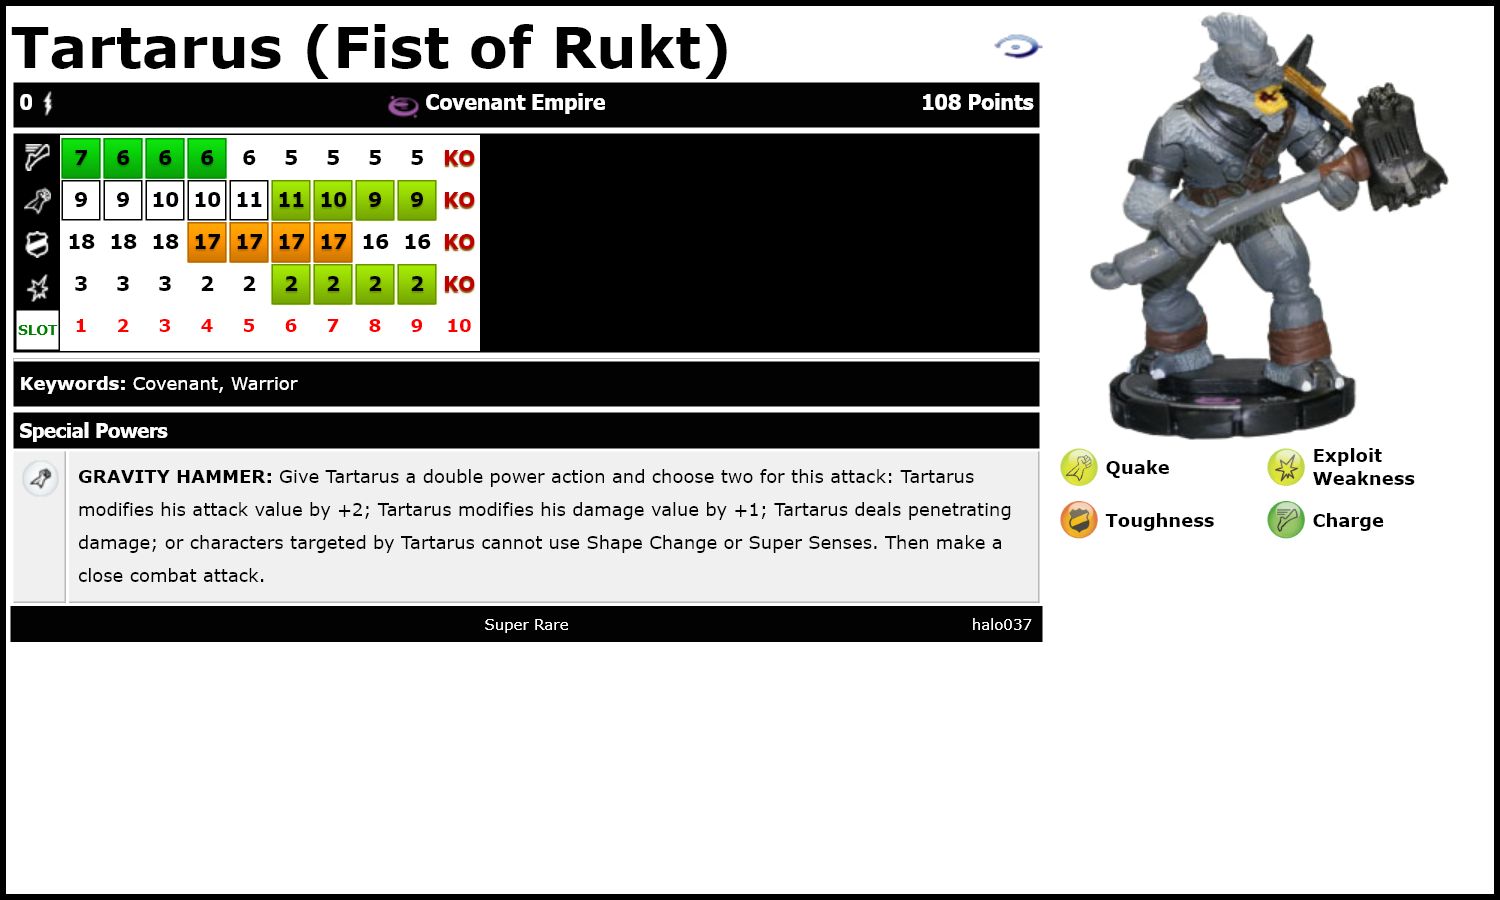 Tartarus (Fist of Rukt)
0 Covenant Empire 108 Points
7 6 6 6 6 5 5 5 5 KO
9 9 10 10 11 11 10 9 9 KO
18 18 18 17 17 17 17 16 16 KO
3 3 3 2 2 2 2 2 2 KO
SLOT 1 2 3 4 5 6 7 8 9 10
Keywords: Covenant, Warrior
Special Powers
GRAVITY HAMMER: Give Tartarus a double power action and choose two for this attack: Tartarus
modifies his attack value by +2; Tartarus modifies his damage value by +1; Tartarus deals penetrating
damage; or characters targeted by Tartarus cannot use Shape Change or Super Senses. Then make a
close combat attack.
Super Rare halo037
Quake
Exploit
Weakness
Toughness
Charge